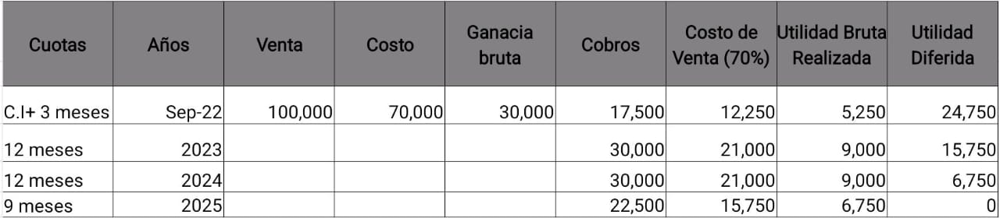 Cuotas Años Venta Costo Ganacia bruta Cobros Costo de Venta (70%) Utilidad Bruta Realizada Utilidad Diferida
C.I+ 3 meses Sep-22 100,000 70,000 30,000 17,500 12,250 5,250 24,750
12 meses 2023 30,000 21,000 9,000 15,750
12 meses 2024 30,000 21,000 9,000 6,750
9 meses 2025 22,500 15,750 6,750 0